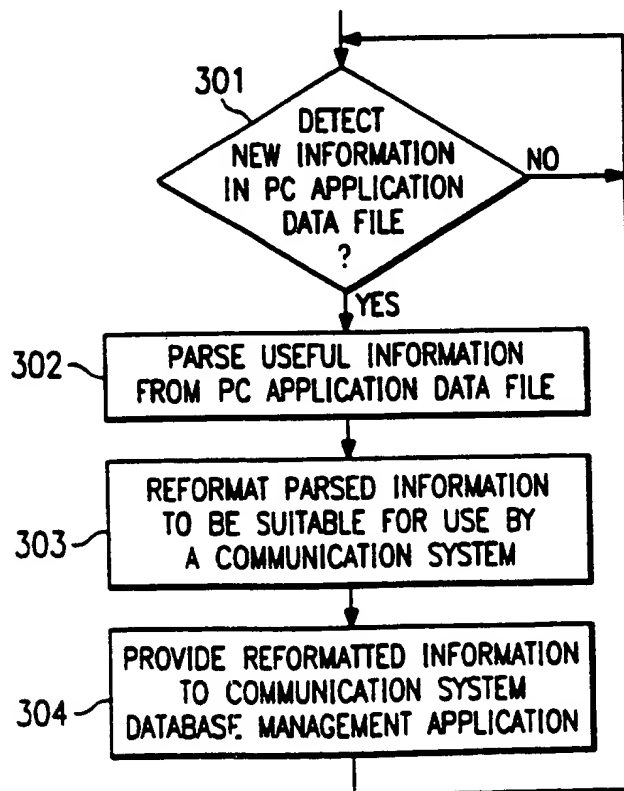 301
DETECT
NEW INFORMATION
IN PC APPLICATION
DATA FILE
?
NO
YES
302
PARSE USEFUL INFORMATION
FROM PC APPLICATION DATA FILE
303
REFORMAT PARSED INFORMATION
TO BE SUITABLE FOR USE BY
A COMMUNICATION SYSTEM
304
PROVIDE REFORMATTED INFORMATION
TO COMMUNICATION SYSTEM
DATABASE MANAGEMENT APPLICATION